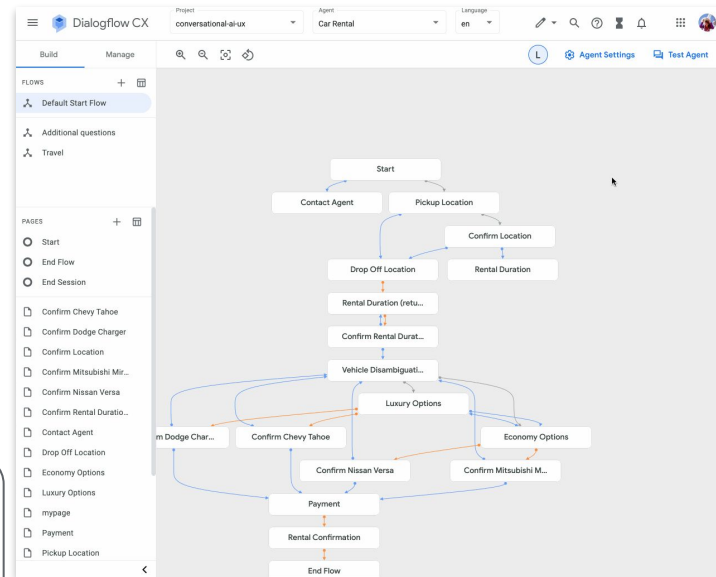 Project
Agent
Language
Dialogflow CX
conversational-ai-ux
Car Rental
en
Build
Manage
L
Agent Settings
Test Agent
FLOWS
Default Start Flow
Additional questions
Travel
PAGES
Start
End Flow
End Session
Confirm Chevy Tahoe
Confirm Dodge Charger
Confirm Location
Confirm Mitsubishi Mir...
Confirm Nissan Versa
Confirm Rental Duratio...
Contact Agent
Drop Off Location
Economy Options
Luxury Options
mypage
Payment
Pickup Location
Start
Contact Agent
Pickup Location
Confirm Location
Drop Off Location
Rental Duration
Rental Duration (retu...
Confirm Rental Durat...
Vehicle Disambiguati...
Luxury Options
m Dodge Char...
Confirm Chevy Tahoe
Economy Options
Confirm Nissan Versa
Confirm Mitsubishi M...
Payment
Rental Confirmation
End Flow